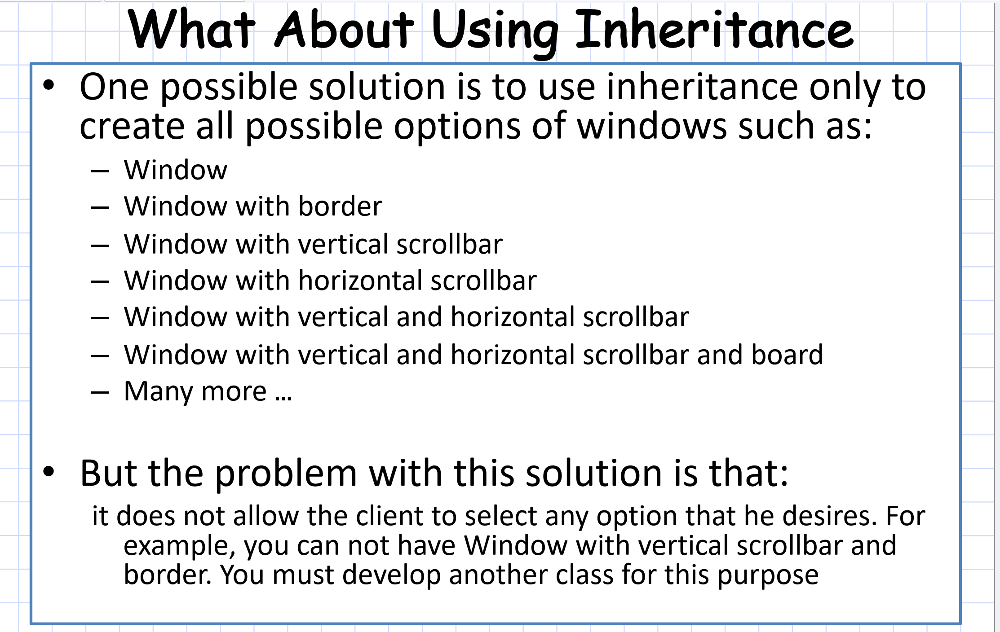 What About Using Inheritance
• One possible solution is to use inheritance only to
create all possible options of windows such as:
– Window
– Window with border
– Window with vertical scrollbar
– Window with horizontal scrollbar
– Window with vertical and horizontal scrollbar
– Window with vertical and horizontal scrollbar and board
– Many more …
• But the problem with this solution is that:
it does not allow the client to select any option that he desires. For
example, you can not have Window with vertical scrollbar and
border. You must develop another class for this purpose